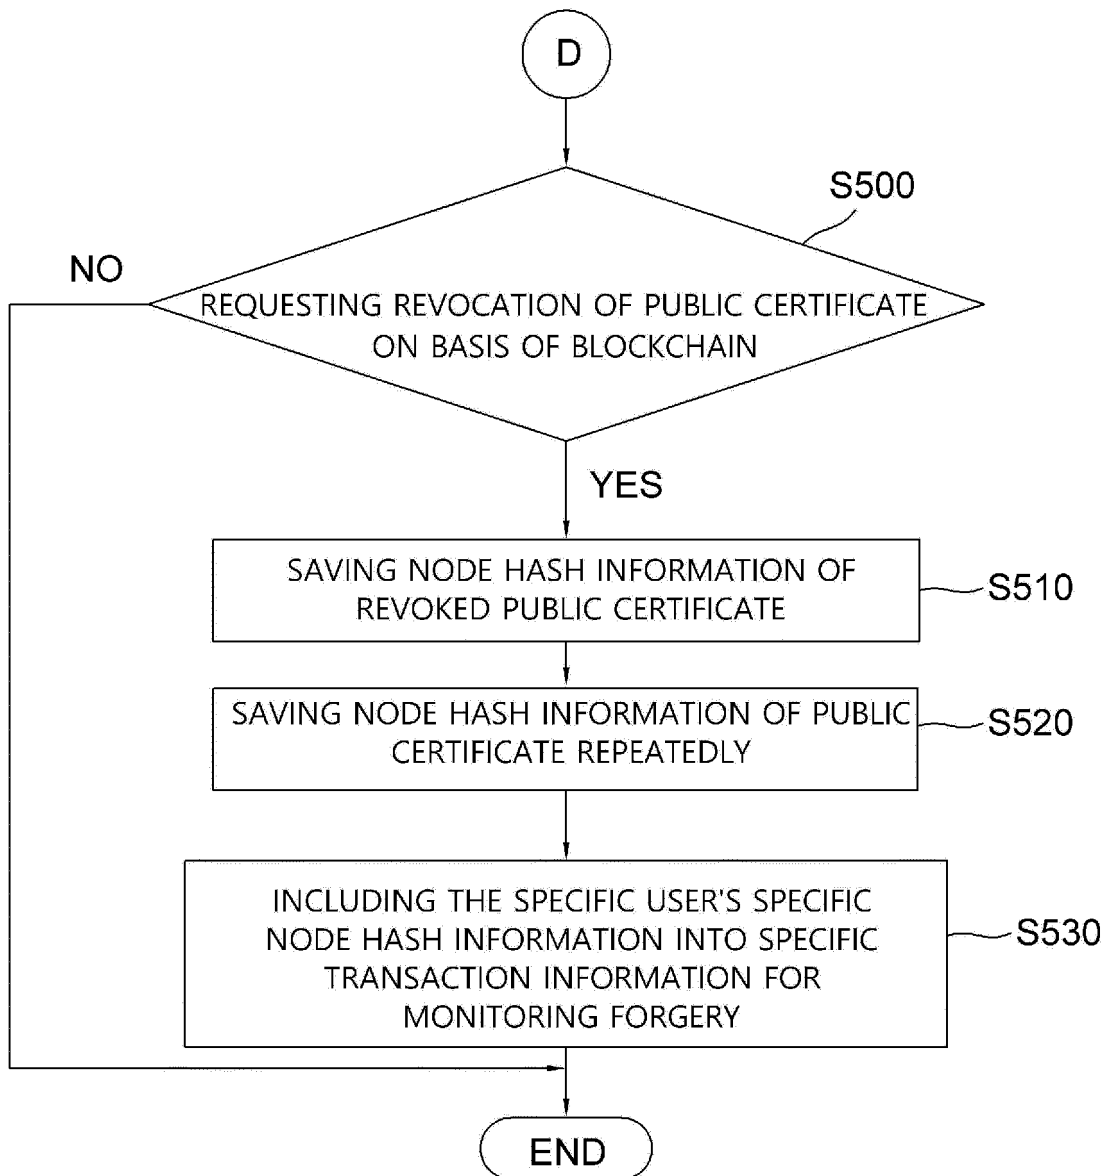 D
S500
NO
REQUESTING REVOCATION OF PUBLIC CERTIFICATE
ON BASIS OF BLOCKCHAIN
YES
SAVING NODE HASH INFORMATION OF
REVOKED PUBLIC CERTIFICATE
S510
SAVING NODE HASH INFORMATION OF PUBLIC
CERTIFICATE REPEATEDLY
S520
INCLUDING THE SPECIFIC USER'S SPECIFIC
NODE HASH INFORMATION INTO SPECIFIC
TRANSACTION INFORMATION FOR
MONITORING FORGERY
S530
END